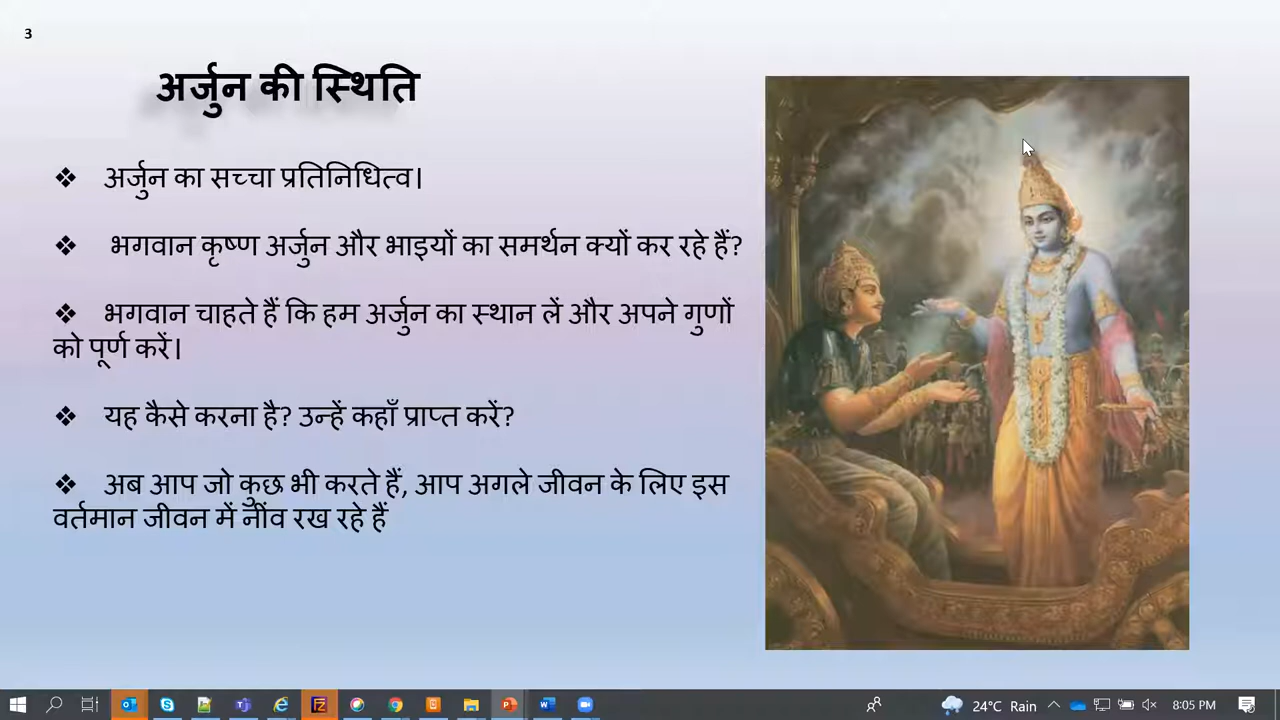 3
अर्जुन की स्थिति
❖ अर्जुन का सच्चा प्रतिनिधित्व।
❖ भगवान कृष्ण अर्जुन और भाइयों का समर्थन क्यों कर रहे हैं?
❖ भगवान चाहते हैं कि हम अर्जुन का स्थान लें और अपने गुणों
को पूर्ण करें।
❖ यह कैसे करना है? उन्हें कहाँ प्राप्त करें?
❖ अब आप जो कुछ भी करते हैं, आप अगले जीवन के लिए इस
वर्तमान जीवन में नींव रख रहे हैं
24°C Rain
8:05 PM